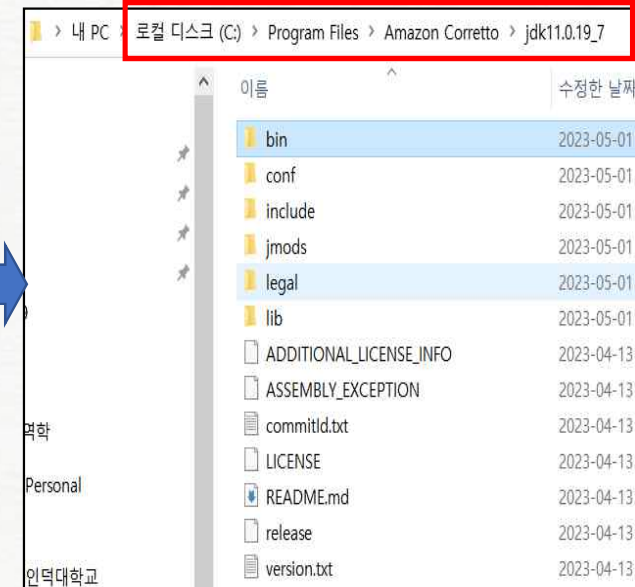 > 내 PC > 로컬 디스크 (C:) > Program Files > Amazon Corretto > jdk11.0.19_7
이름 수정한 날짜
bin 2023-05-01
conf 2023-05-01
include 2023-05-01
jmods 2023-05-01
legal 2023-05-01
lib 2023-05-01
ADDITIONAL_LICENSE_INFO 2023-04-13
ASSEMBLY_EXCEPTION 2023-04-13
commitId.txt 2023-04-13
역학
LICENSE 2023-04-13
Personal
README.md 2023-04-13
release 2023-04-13
인덕대학교
version.txt 2023-04-13